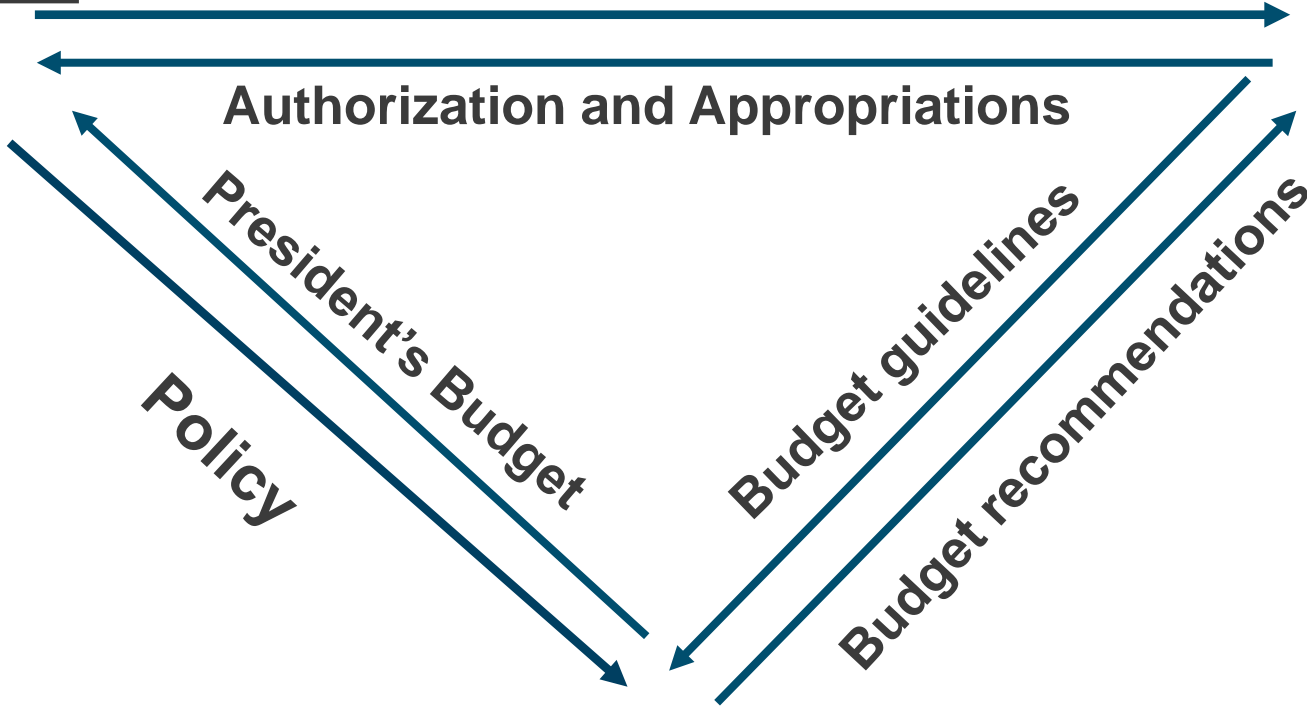 Authorization and Appropriations
President’s Budget
Policy
Budget guidelines
Budget recommendations